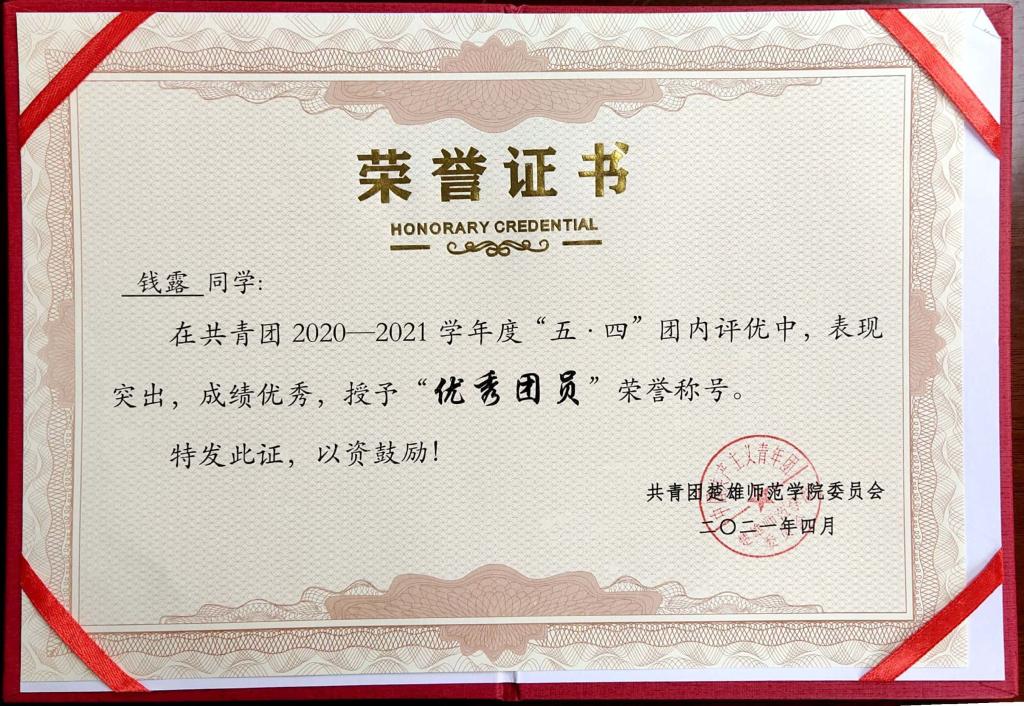 荣誉证书
HONORARY CREDENTIAL
钱露 同学:
在共青团 2020—2021 学年度“五·四”团内评优中，表现
突出，成绩优秀，授予“优秀团员”荣誉称号。
特发此证，以资鼓励！
共青团楚雄师范学院委员会
二〇二一年四月